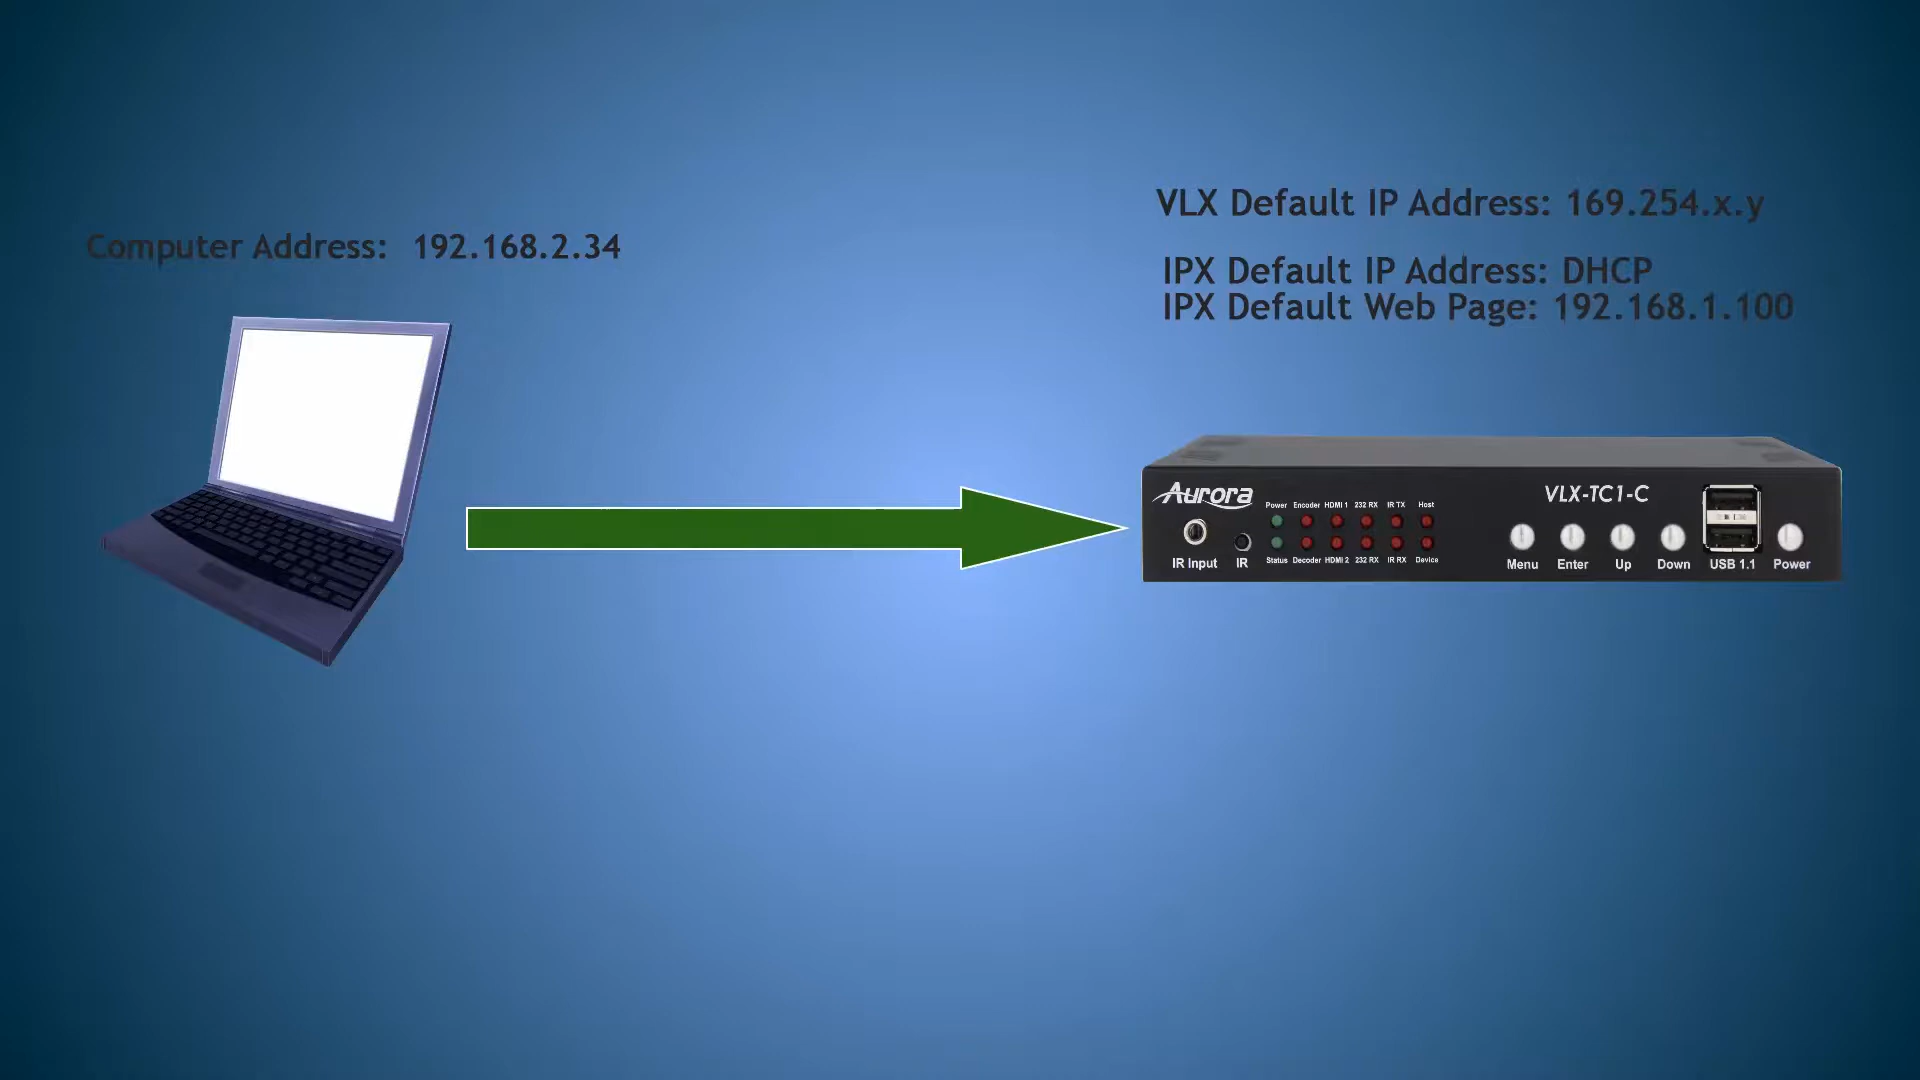 VLX Default IP Address: 169.254.x.y
Computer Address: 192.168.2.34
IPX Default IP Address: DHCP
IPX Default Web Page: 192.168.1.100
Aurora
VLX-TC1-C
Power Encoder HDMI 1 232 RX IR TX Host
Status Decoder HDMI 2 232 RX IR RX Device
IR Input IR
Menu Enter Up Down USB 1.1 Power